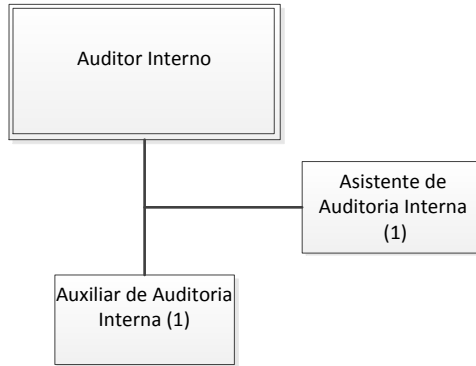 Auditor Interno
Asistente de
Auditoria Interna
(1)
Auxiliar de Auditoria
Interna (1)